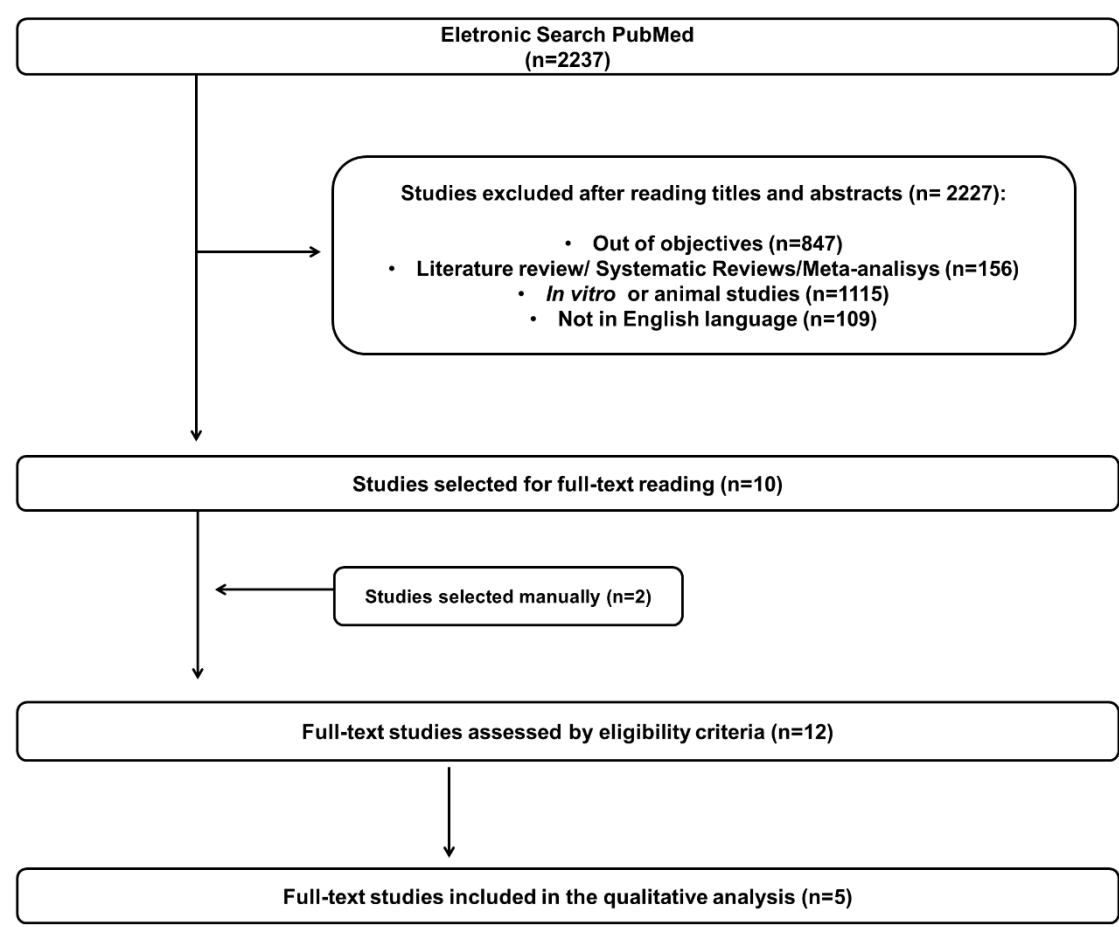 Eletronic Search PubMed
(n=2237)
Studies excluded after reading titles and abstracts (n= 2227):
• Out of objectives (n=847)
• Literature review/ Systematic Reviews/Meta-analisys (n=156)
• In vitro or animal studies (n=1115)
• Not in English language (n=109)
Studies selected for full-text reading (n=10)
Studies selected manually (n=2)
Full-text studies assessed by eligibility criteria (n=12)
Full-text studies included in the qualitative analysis (n=5)